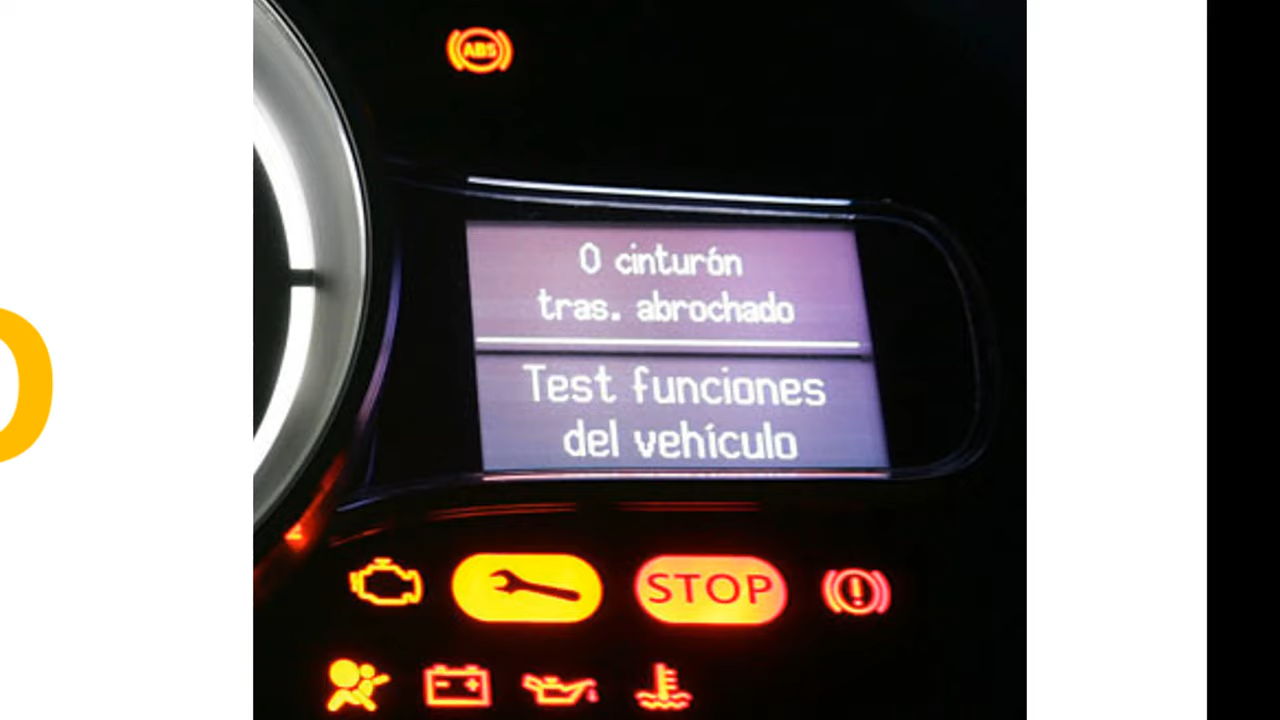 ABS
0 cinturón
tras. abrochado
Test funciones
del vehículo
STOP